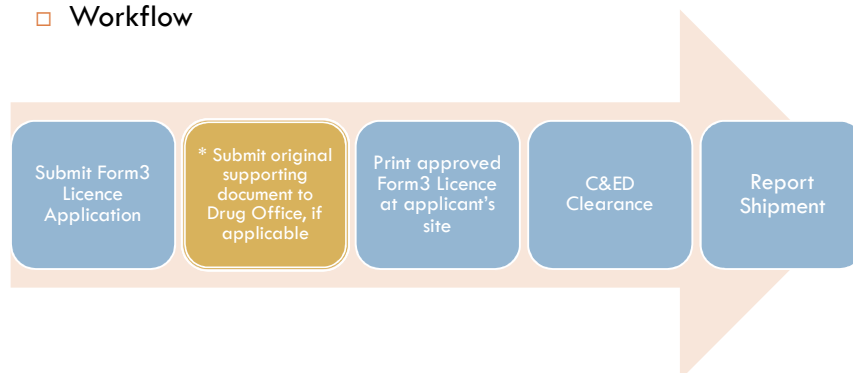 Workflow
Submit Form3
Licence
Application
* Submit original
supporting
document to
Drug Office, if
applicable
Print approved
Form3 Licence
at applicant's
site
C&ED
Clearance
Report
Shipment